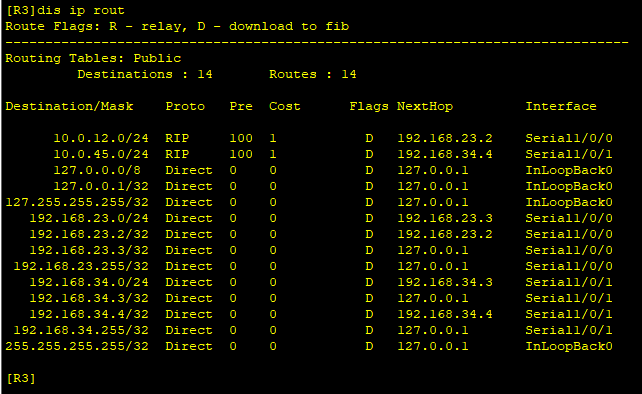 [R3]dis ip rout
Route Flags: R - relay, D - download to fib
------------------------------------------------------------------------------
Routing Tables: Public
         Destinations : 14       Routes : 14

Destination/Mask    Proto   Pre  Cost      Flags NextHop         Interface

      10.0.12.0/24  RIP     100  1           D   192.168.23.2    Serial1/0/0
      10.0.45.0/24  RIP     100  1           D   192.168.34.4    Serial1/0/1
      127.0.0.0/8   Direct  0    0           D   127.0.0.1       InLoopBack0
      127.0.0.1/32  Direct  0    0           D   127.0.0.1       InLoopBack0
127.255.255.255/32  Direct  0    0           D   127.0.0.1       InLoopBack0
   192.168.23.0/24  Direct  0    0           D   192.168.23.3    Serial1/0/0
   192.168.23.2/32  Direct  0    0           D   192.168.23.2    Serial1/0/0
   192.168.23.3/32  Direct  0    0           D   127.0.0.1       Serial1/0/0
 192.168.23.255/32  Direct  0    0           D   127.0.0.1       Serial1/0/0
   192.168.34.0/24  Direct  0    0           D   192.168.34.3    Serial1/0/1
   192.168.34.3/32  Direct  0    0           D   127.0.0.1       Serial1/0/1
   192.168.34.4/32  Direct  0    0           D   192.168.34.4    Serial1/0/1
 192.168.34.255/32  Direct  0    0           D   127.0.0.1       Serial1/0/1
255.255.255.255/32  Direct  0    0           D   127.0.0.1       InLoopBack0

[R3]